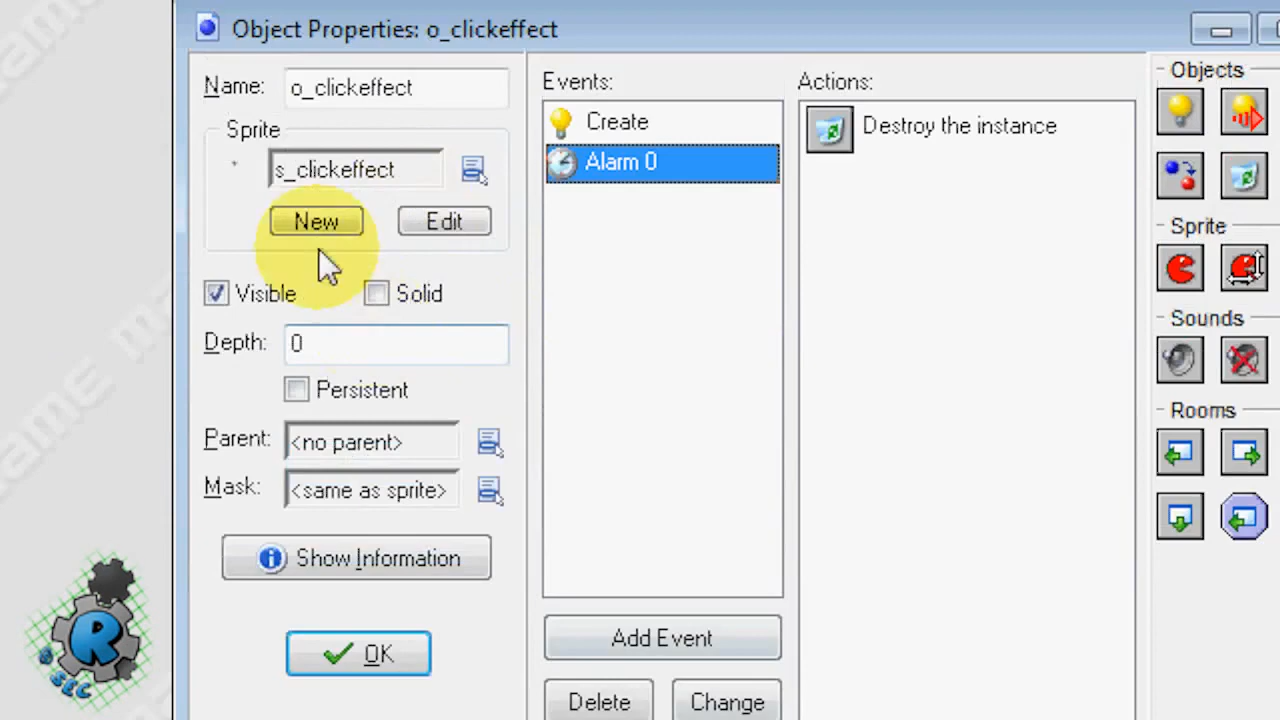 Object Properties: o_clickeffect
Name:
o_clickeffect
Sprite
s_clickeffect
New
Edit
Visible
Solid
Depth:
0
Persistent
Parent:
<no parent>
Mask:
<same as sprite>
Show Information
OK
Events:
Create
Alarm 0
Add Event
Delete
Change
Actions:
Destroy the instance
Objects
Sprite
Sounds
Rooms
R
8 SEC